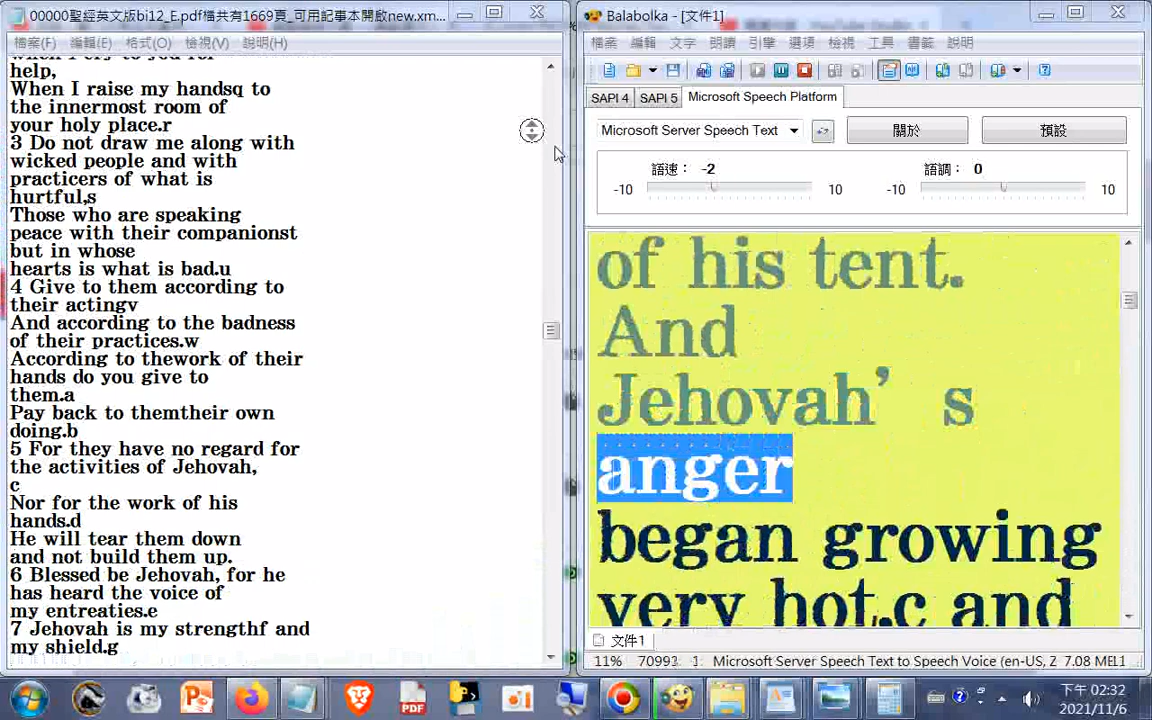 00000聖經英文版bi12_E.pdf檔共有1669頁_可用記事本開啟new.xm...
檔案(F) 編輯(E) 格式(O) 檢視(V) 說明(H)
help,
When I raise my handsq to
the innermost room of
your holy place.r
3 Do not draw me along with
wicked people and with
practicers of what is
hurtful,s
Those who are speaking
peace with their companionst
but in whose
hearts is what is bad.u
4 Give to them according to
their actingv
And according to the badness
of their practices.w
According to thework of their
hands do you give to
them.a
Pay back to themtheir own
doing.b
5 For they have no regard for
the activities of Jehovah,
c
Nor for the work of his
hands.d
He will tear them down
and not build them up.
6 Blessed be Jehovah, for he
has heard the voice of
my entreaties.e
7 Jehovah is my strengthf and
my shield.g
Balabolka - [文件1]
檔案 編輯 文字 朗讀 引擎 選項 檢視 工具 書籤 說明
SAPI 4 SAPI 5 Microsoft Speech Platform
Microsoft Server Speech Text 關於 預設
語速： -2 語調： 0
-10 10 -10 10
of his tent.
And
Jehovah’ s
anger
began growing
very hot,c and
文件1
11% 70993 1: Microsoft Server Speech Text to Speech Voice (en-US, Z 7.08 ME
下午 02:32
2021/11/6